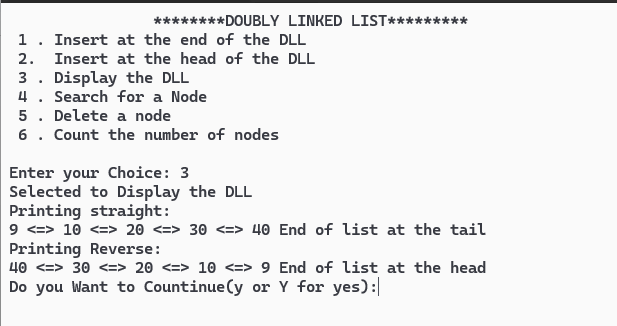 ********DOUBLY LINKED LIST*********
1 . Insert at the end of the DLL
2.  Insert at the head of the DLL
3 . Display the DLL
4 . Search for a Node
5 . Delete a node
6 . Count the number of nodes
Enter your Choice: 3
Selected to Display the DLL
Printing straight:
9 <=> 10 <=> 20 <=> 30 <=> 40 End of list at the tail
Printing Reverse:
40 <=> 30 <=> 20 <=> 10 <=> 9 End of list at the head
Do you Want to Countinue(y or Y for yes):